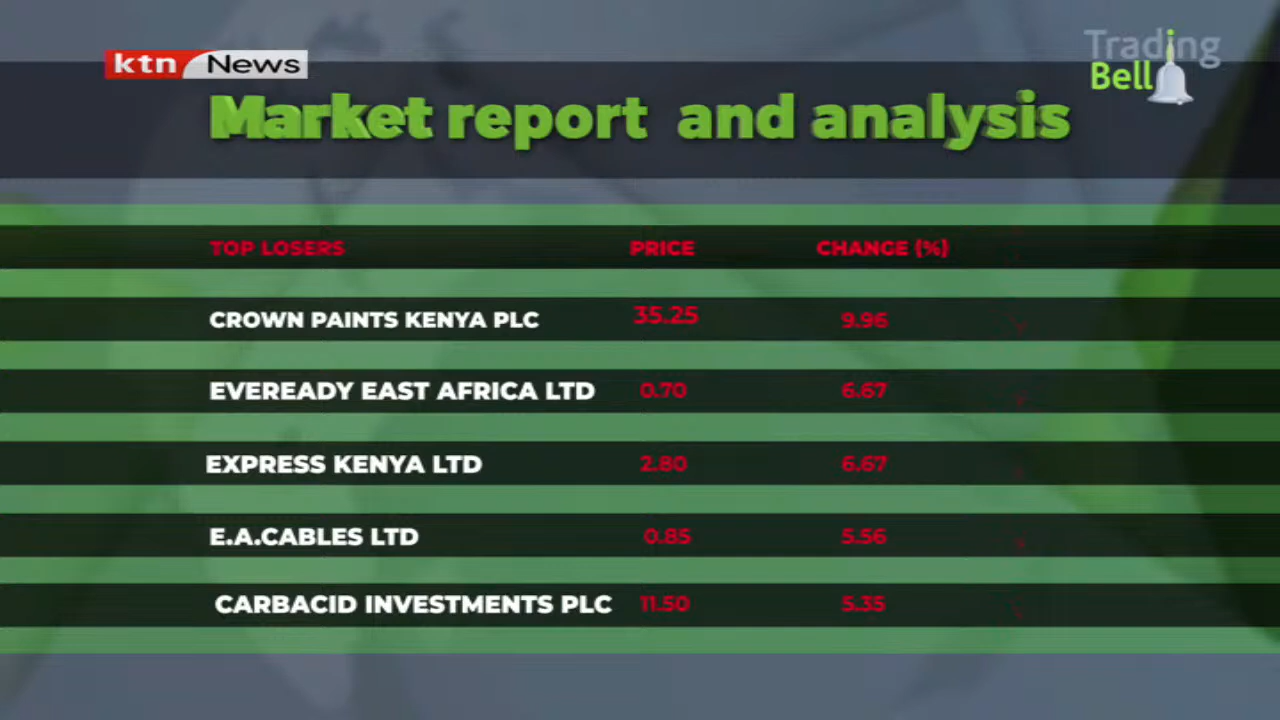 ktn News
Trading
Bell
Market report and analysis
TOP LOSERS PRICE CHANGE (%)
CROWN PAINTS KENYA PLC 35.25 9.96
EVEREADY EAST AFRICA LTD 0.70 6.67
EXPRESS KENYA LTD 2.80 6.67
E.A.CABLES LTD 0.85 5.56
CARBACID INVESTMENTS PLC 11.50 5.35